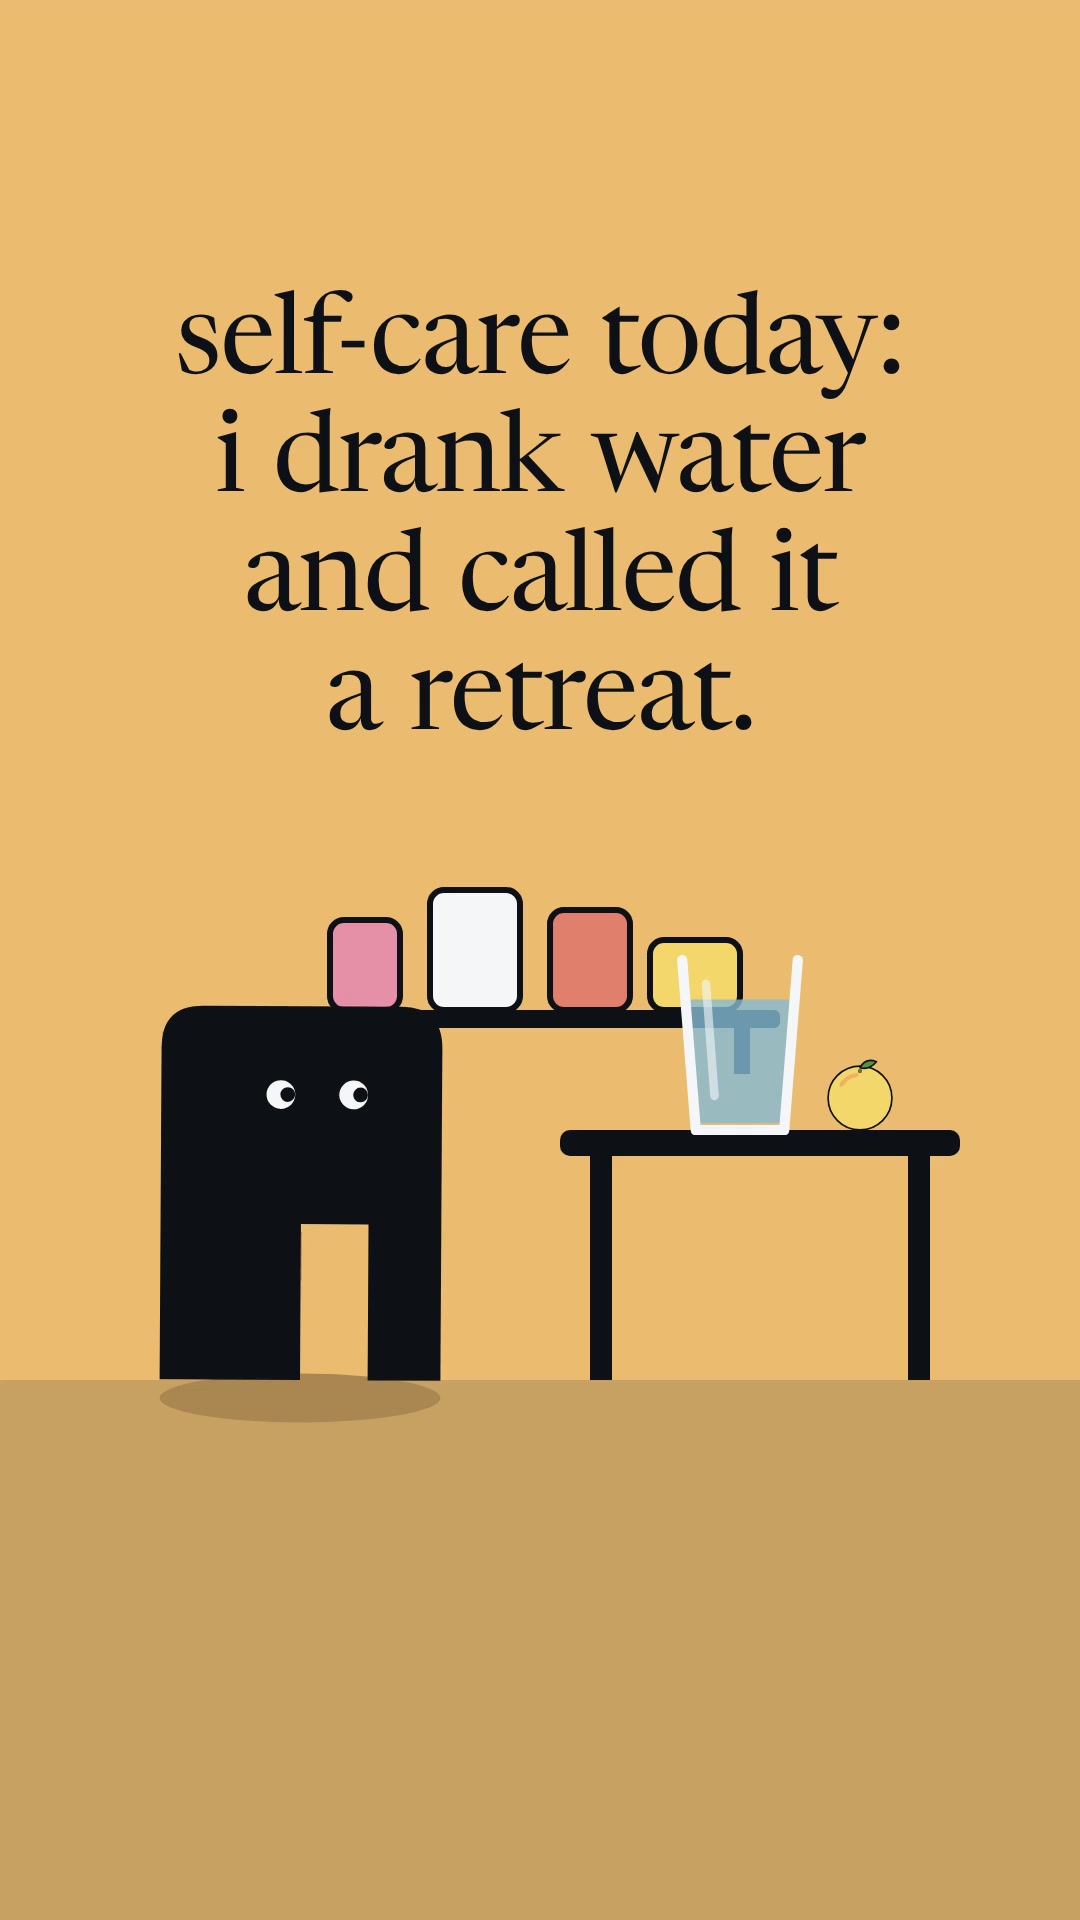 self-care today:
i drank water
and called it
a retreat.